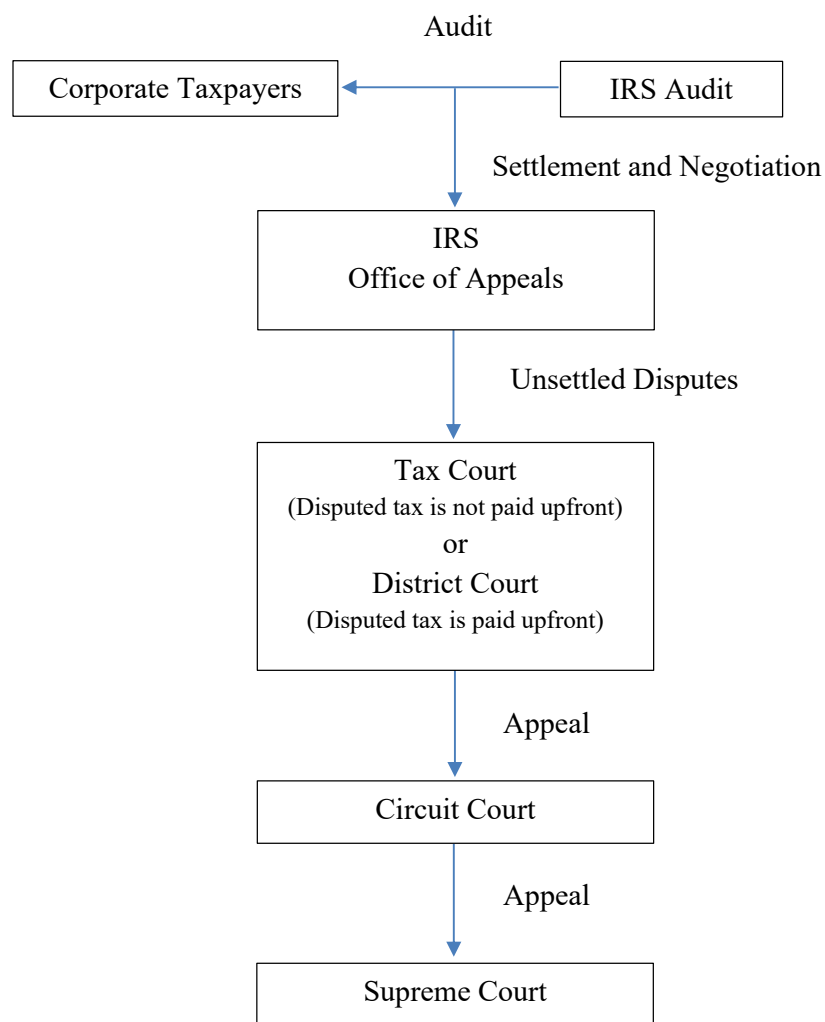 Audit
Corporate Taxpayers
IRS Audit
Settlement and Negotiation
IRS
Office of Appeals
Unsettled Disputes
Tax Court
(Disputed tax is not paid upfront)
or
District Court
(Disputed tax is paid upfront)
Appeal
Circuit Court
Appeal
Supreme Court